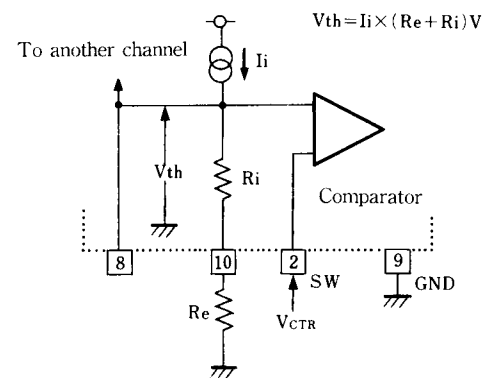 Vth=Ii×(Re+Ri)V
To another channel
Ii
Vth
Ri
Comparator
8
10
2
9
SW
GND
Re
VCTR